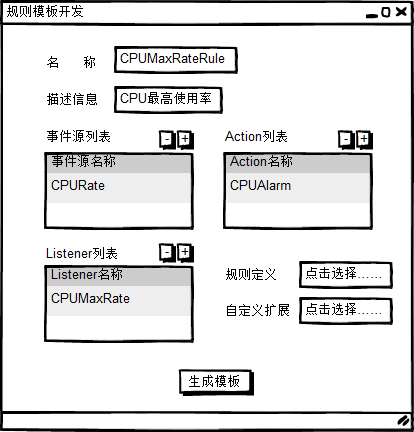 规则模板开发
名 称 CPUMaxRateRule
描述信息 CPU最高使用率
事件源列表 - +
事件源名称
CPURate
Action列表 - +
Action名称
CPUAlarm
Listener列表 - +
Listener名称
CPUMaxRate
规则定义 点击选择……
自定义扩展 点击选择……
生成模板